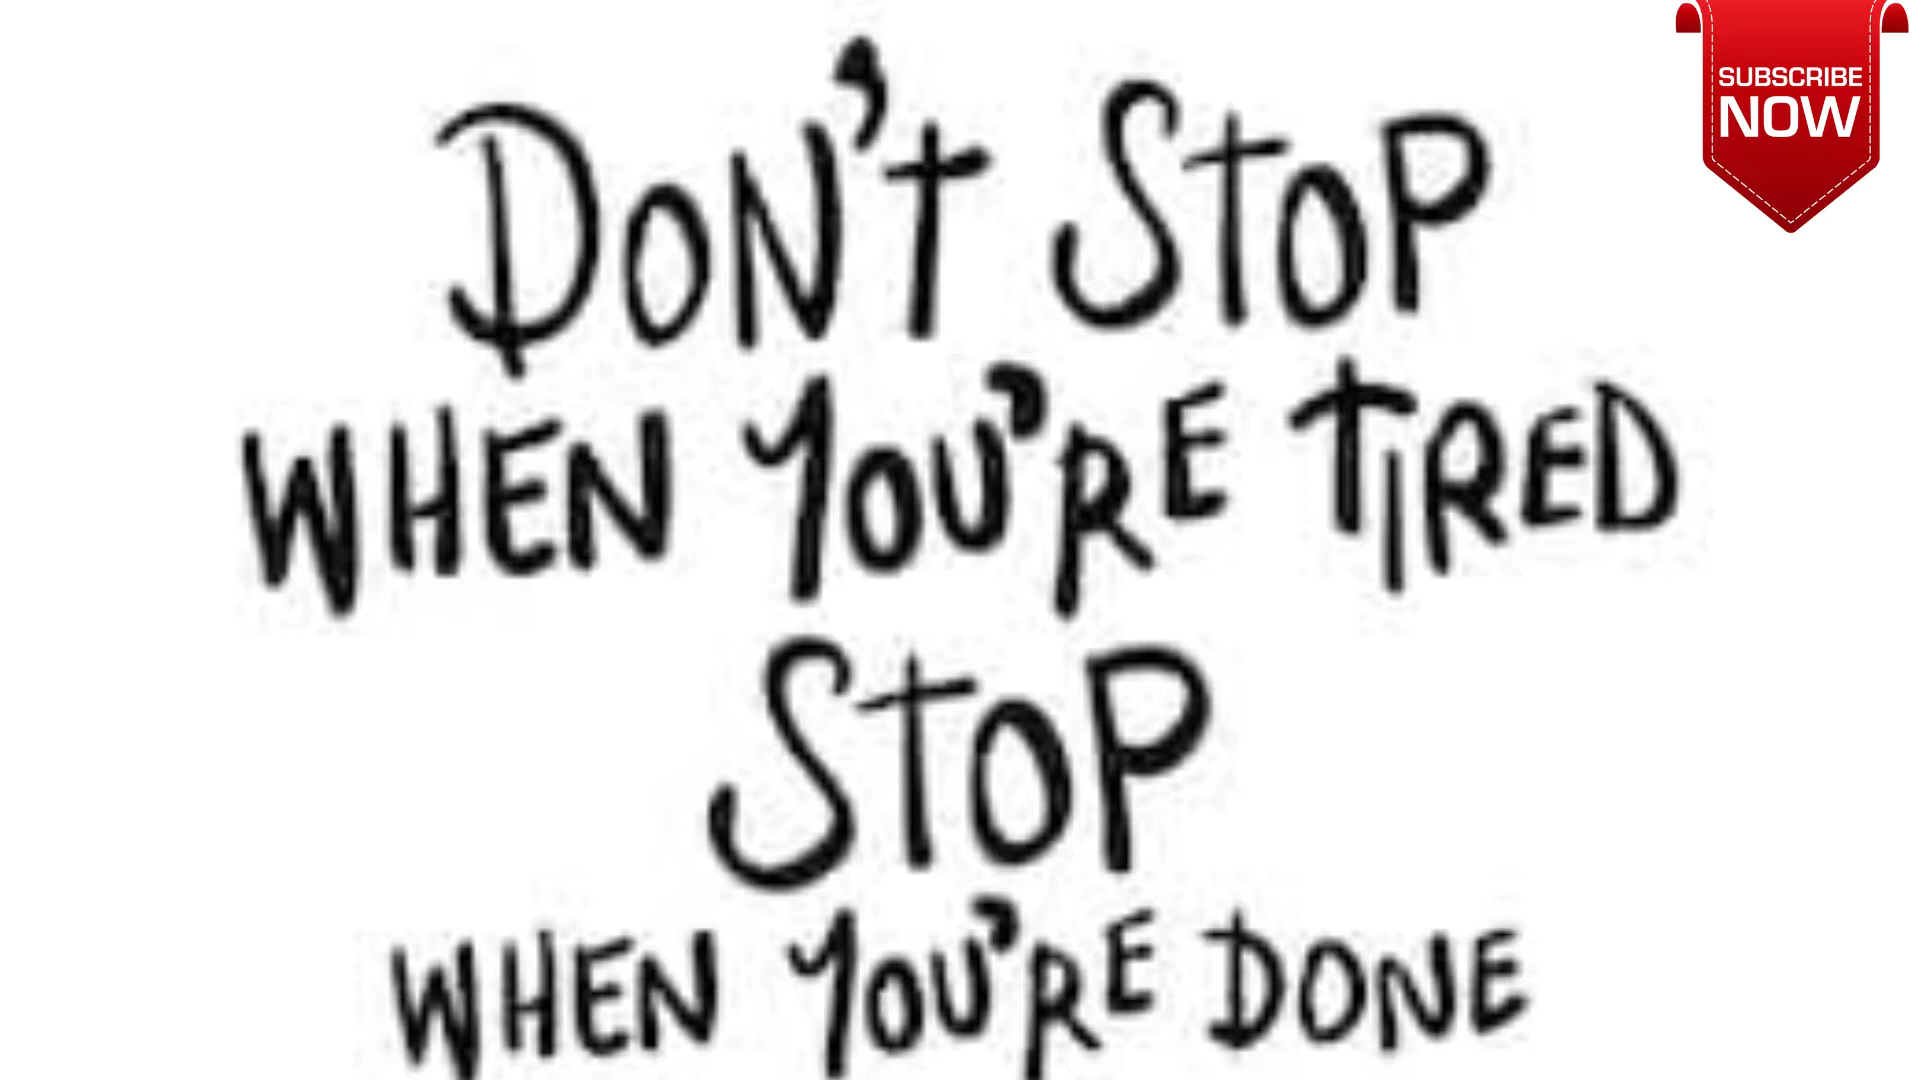 SUBSCRIBE
NOW
DON'T STOP
WHEN YOU'RE TIRED
STOP
WHEN YOU'RE DONE